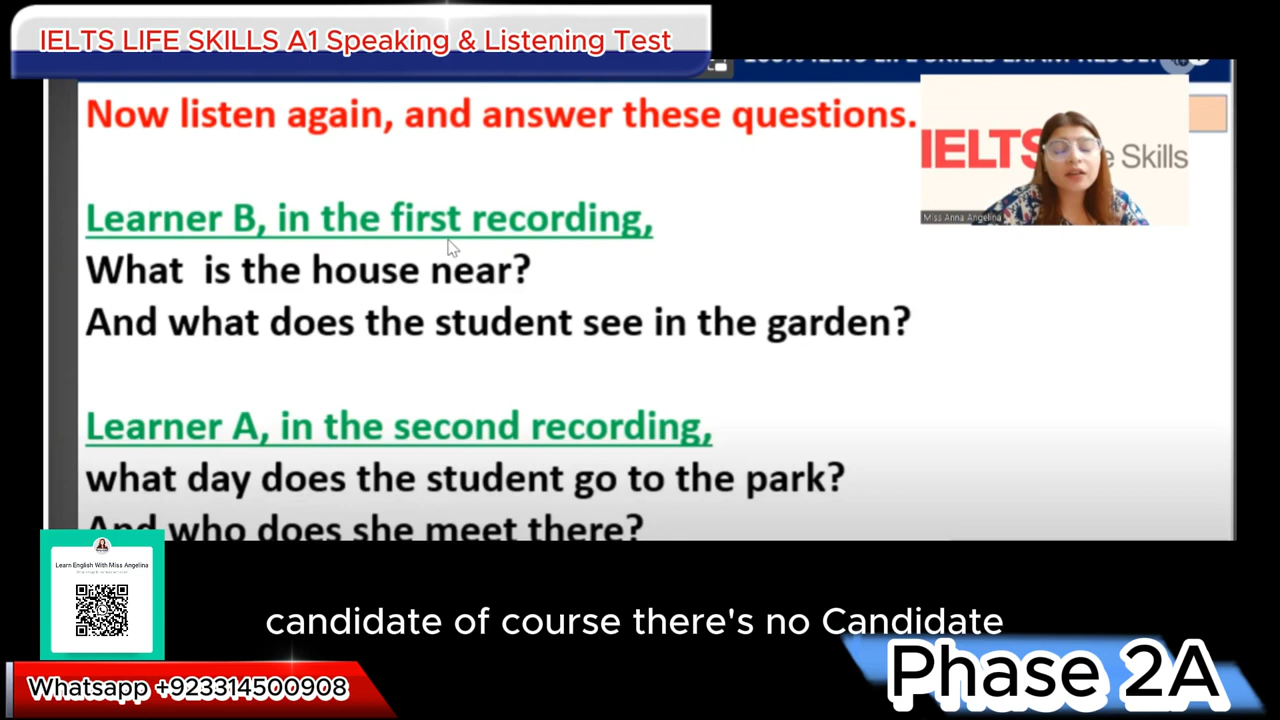 IELTS LIFE SKILLS A1 Speaking & Listening Test
Now listen again, and answer these questions.
IELTS
Skills
Miss Anna Angelina
Learner B, in the first recording,
What is the house near?
And what does the student see in the garden?
Learner A, in the second recording,
what day does the student go to the park?
And who does she meet there?
Learn English With Miss Angelina
candidate of course there's no Candidate
Whatsapp +923314500908
Phase 2A